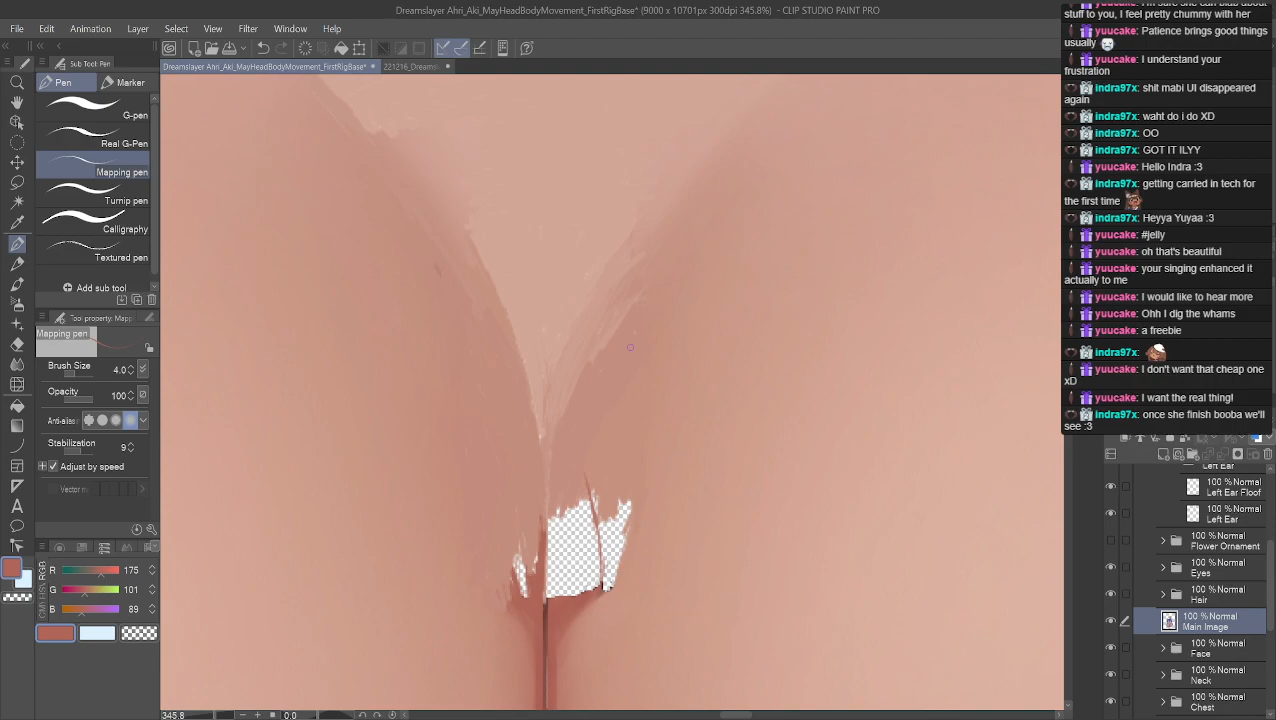 Dreamslayer Ahri_Aki_MayHeadBodyMovement_FirstRigBase* (9000 x 10701px 300dpi 345.8%) - CLIP STUDIO PAINT PRO
File Edit Animation Layer Select View Filter Window Help
Sub Tool: Pen
Dreamslayer Ahri_Aki_MayHeadBodyMovement_FirstRigBase*
221216_Dreams
Pen
Marker
G-pen
Real G-Pen
Mapping pen
Turnip pen
Calligraphy
Textured pen
Add sub tool
Tool property: Mapp
Mapping pen
Brush Size 4.0
Opacity 100
Anti-alias
Stabilization 9
Adjust by speed
Vector m
RGB
HSV
CMYK
R 175
G 101
B 89
345.8
0.0
stuff to you, I feel pretty chummy with her
yuucake: Patience brings good things
usually
yuucake: I understand your
frustration
indra97x: shit mabi UI disappeared
again
indra97x: waht do i do XD
indra97x: OO
indra97x: GOT IT ILYY
yuucake: Hello Indra :3
indra97x: getting carried in tech for
the first time
indra97x: Heyya Yuyaa :3
yuucake: #jelly
yuucake: oh that's beautiful
yuucake: your singing enhanced it
actually to me
yuucake: I would like to hear more
yuucake: Ohh I dig the whams
yuucake: a freebie
indra97x:
yuucake: I don't want that cheap one
xD
yuucake: I want the real thing!
indra97x: once she finish booba we'll
see :3
Left Ear
100 % Normal
Left Ear Floof
100 % Normal
Left Ear
100 % Normal
Flower Ornament
100 % Normal
Eyes
100 % Normal
Hair
100 % Normal
Main Image
100 % Normal
Face
100 % Normal
Neck
100 % Normal
Chest
100 % Normal